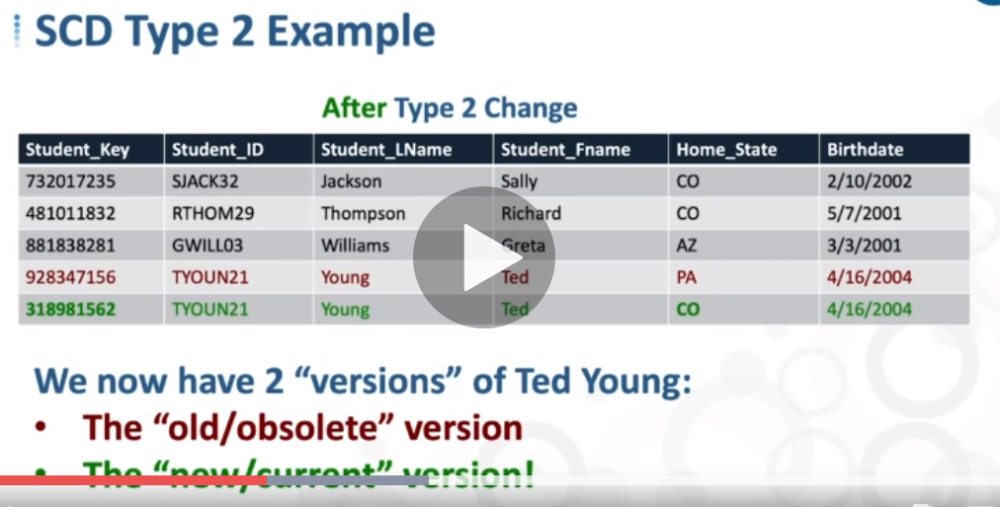 SCD Type 2 Example
After Type 2 Change
Student_Key Student_ID Student_LName Student_Fname Home_State Birthdate
732017235 SJACK32 Jackson Sally CO 2/10/2002
481011832 RTHOM29 Thompson Richard CO 5/7/2001
881838281 GWILL03 Williams Greta AZ 3/3/2001
928347156 TYOUN21 Young Ted PA 4/16/2004
318981562 TYOUN21 Young Ted CO 4/16/2004
We now have 2 “versions” of Ted Young:
• The “old/obsolete” version
• The “new/current” version!